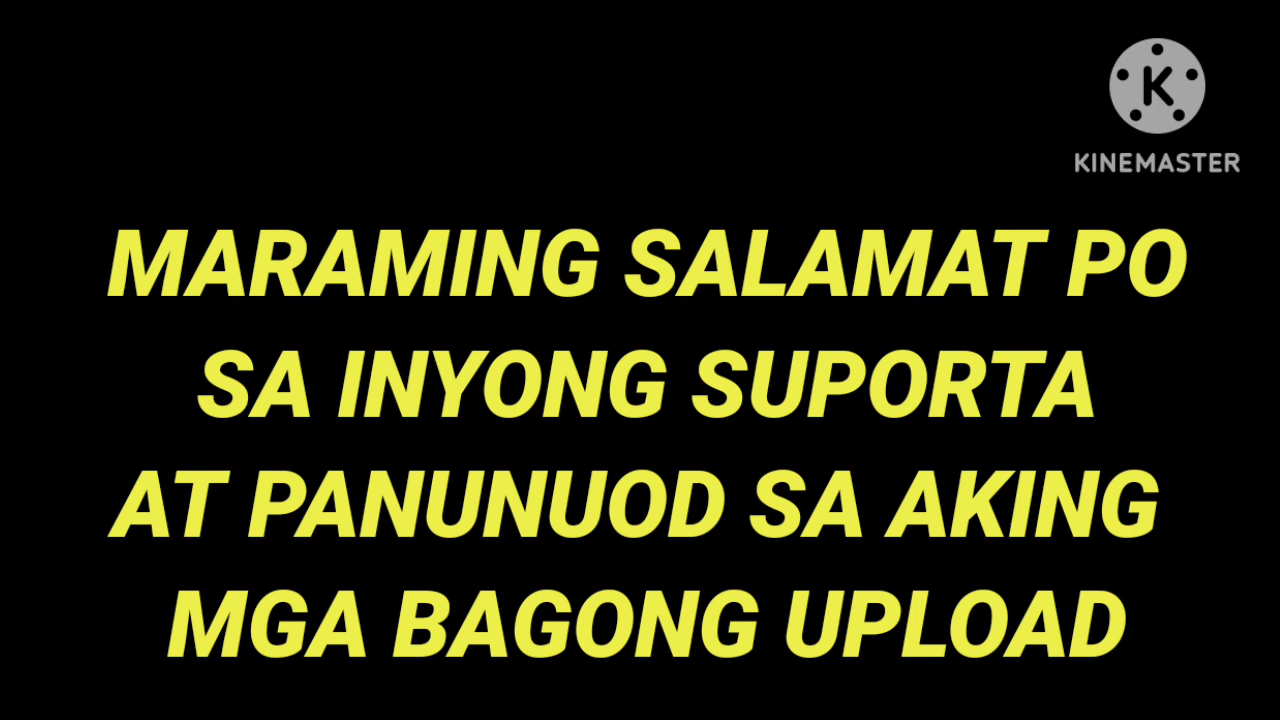 K
KINEMASTER
MARAMING SALAMAT PO
SA INYONG SUPORTA
AT PANUNUOD SA AKING
MGA BAGONG UPLOAD